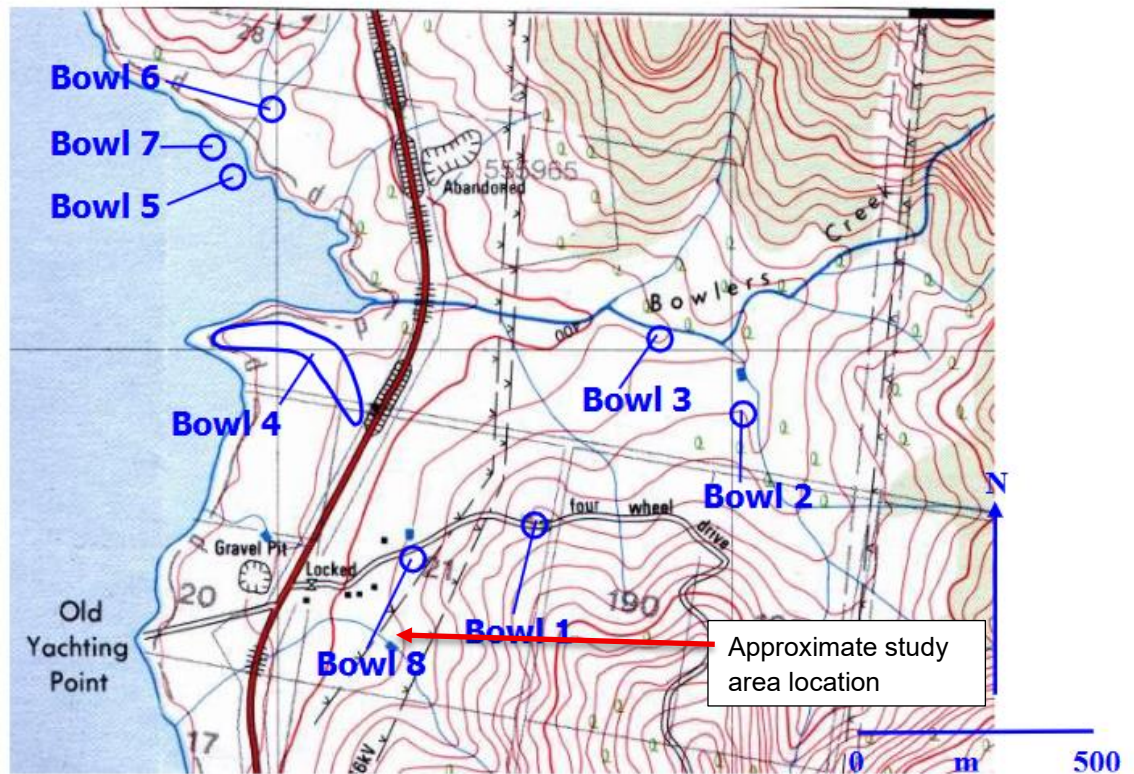 28
Bowl 6
Bowl 7
Bowl 5
555965
Abandoned
Creek
Bowlers
400
Bowl 3
Bowl 4
Bowl 2
N
four wheel drive
Gravel Pit
Locked
21
20
190
Old
Yachting
Point
Bowl 1
Bowl 8
Approximate study
area location
17
0 m 500